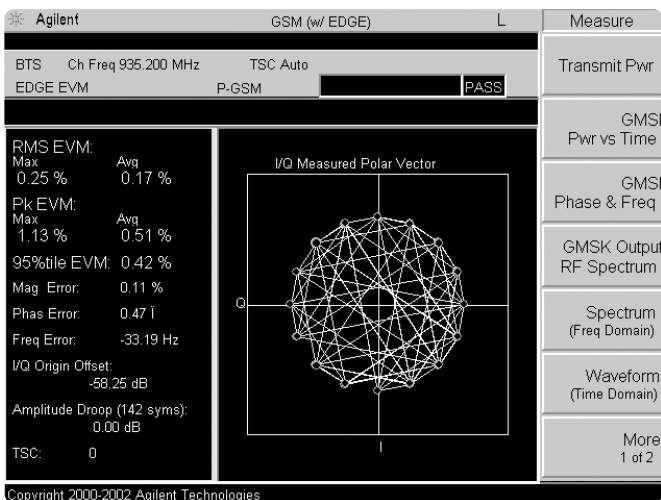 Agilent GSM (w/ EDGE) L Measure
BTS Ch Freq 935.200 MHz TSC Auto
EDGE EVM P-GSM PASS
RMS EVM:
Max Avg
0.25 % 0.17 %
Pk EVM:
Max Avg
1.13 % 0.51 %
95%tile EVM: 0.42 %
Mag Error: 0.11 %
Phas Error: 0.47 Ï
Freq Error: -33.19 Hz
I/Q Origin Offset:
-58.25 dB
Amplitude Droop (142 syms):
0.00 dB
TSC: 0
I/Q Measured Polar Vector
Q
I
Transmit Pwr
GMSK
Pwr vs Time
GMSK
Phase & Freq
GMSK Output
RF Spectrum
Spectrum
(Freq Domain)
Waveform
(Time Domain)
More
1 of 2
Copyright 2000-2002 Agilent Technologies